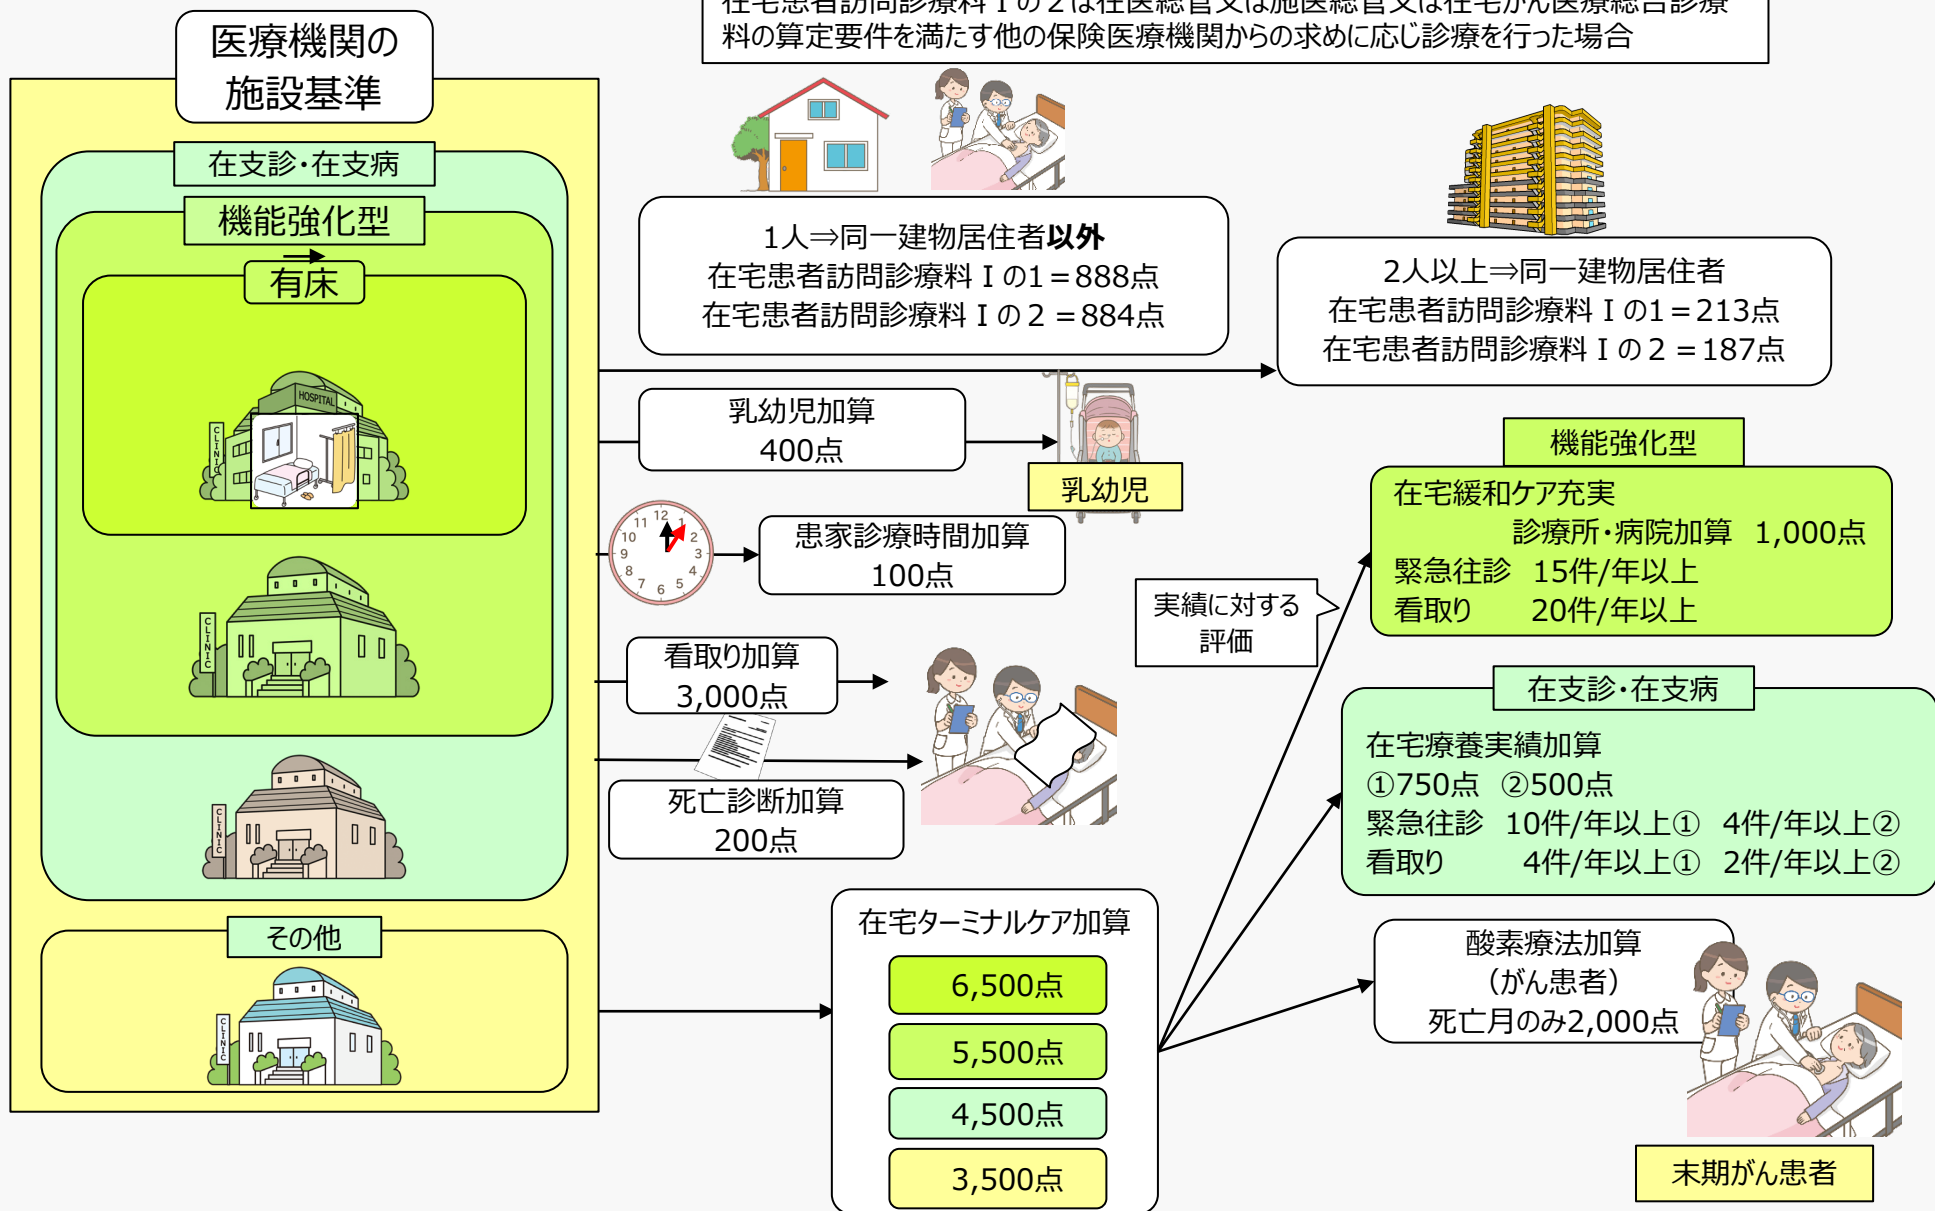 在宅患者訪問診療料Ⅰの2は在医総管又は施医総管又は在宅がん医療総合診療
料の算定要件を満たす他の保険医療機関からの求めに応じ診療を行った場合
医療機関の
施設基準
在支診・在支病
機能強化型
有床
HOSPITAL
CLINIC
CLINIC
CLINIC
その他
CLINIC
1人⇒同一建物居住者以外
在宅患者訪問診療料Ⅰの1＝888点
在宅患者訪問診療料Ⅰの2＝884点
2人以上⇒同一建物居住者
在宅患者訪問診療料Ⅰの1＝213点
在宅患者訪問診療料Ⅰの2＝187点
乳幼児加算
400点
乳幼児
12
1
2
3
4
5
6
7
8
9
10
11
患家診療時間加算
100点
看取り加算
3,000点
死亡診断加算
200点
在宅ターミナルケア加算
6,500点
5,500点
4,500点
3,500点
実績に対する
評価
機能強化型
在宅緩和ケア充実
診療所・病院加算 1,000点
緊急往診 15件/年以上
看取り 20件/年以上
在支診・在支病
在宅療養実績加算
①750点 ②500点
緊急往診 10件/年以上① 4件/年以上②
看取り 4件/年以上① 2件/年以上②
酸素療法加算
（がん患者）
死亡月のみ2,000点
末期がん患者